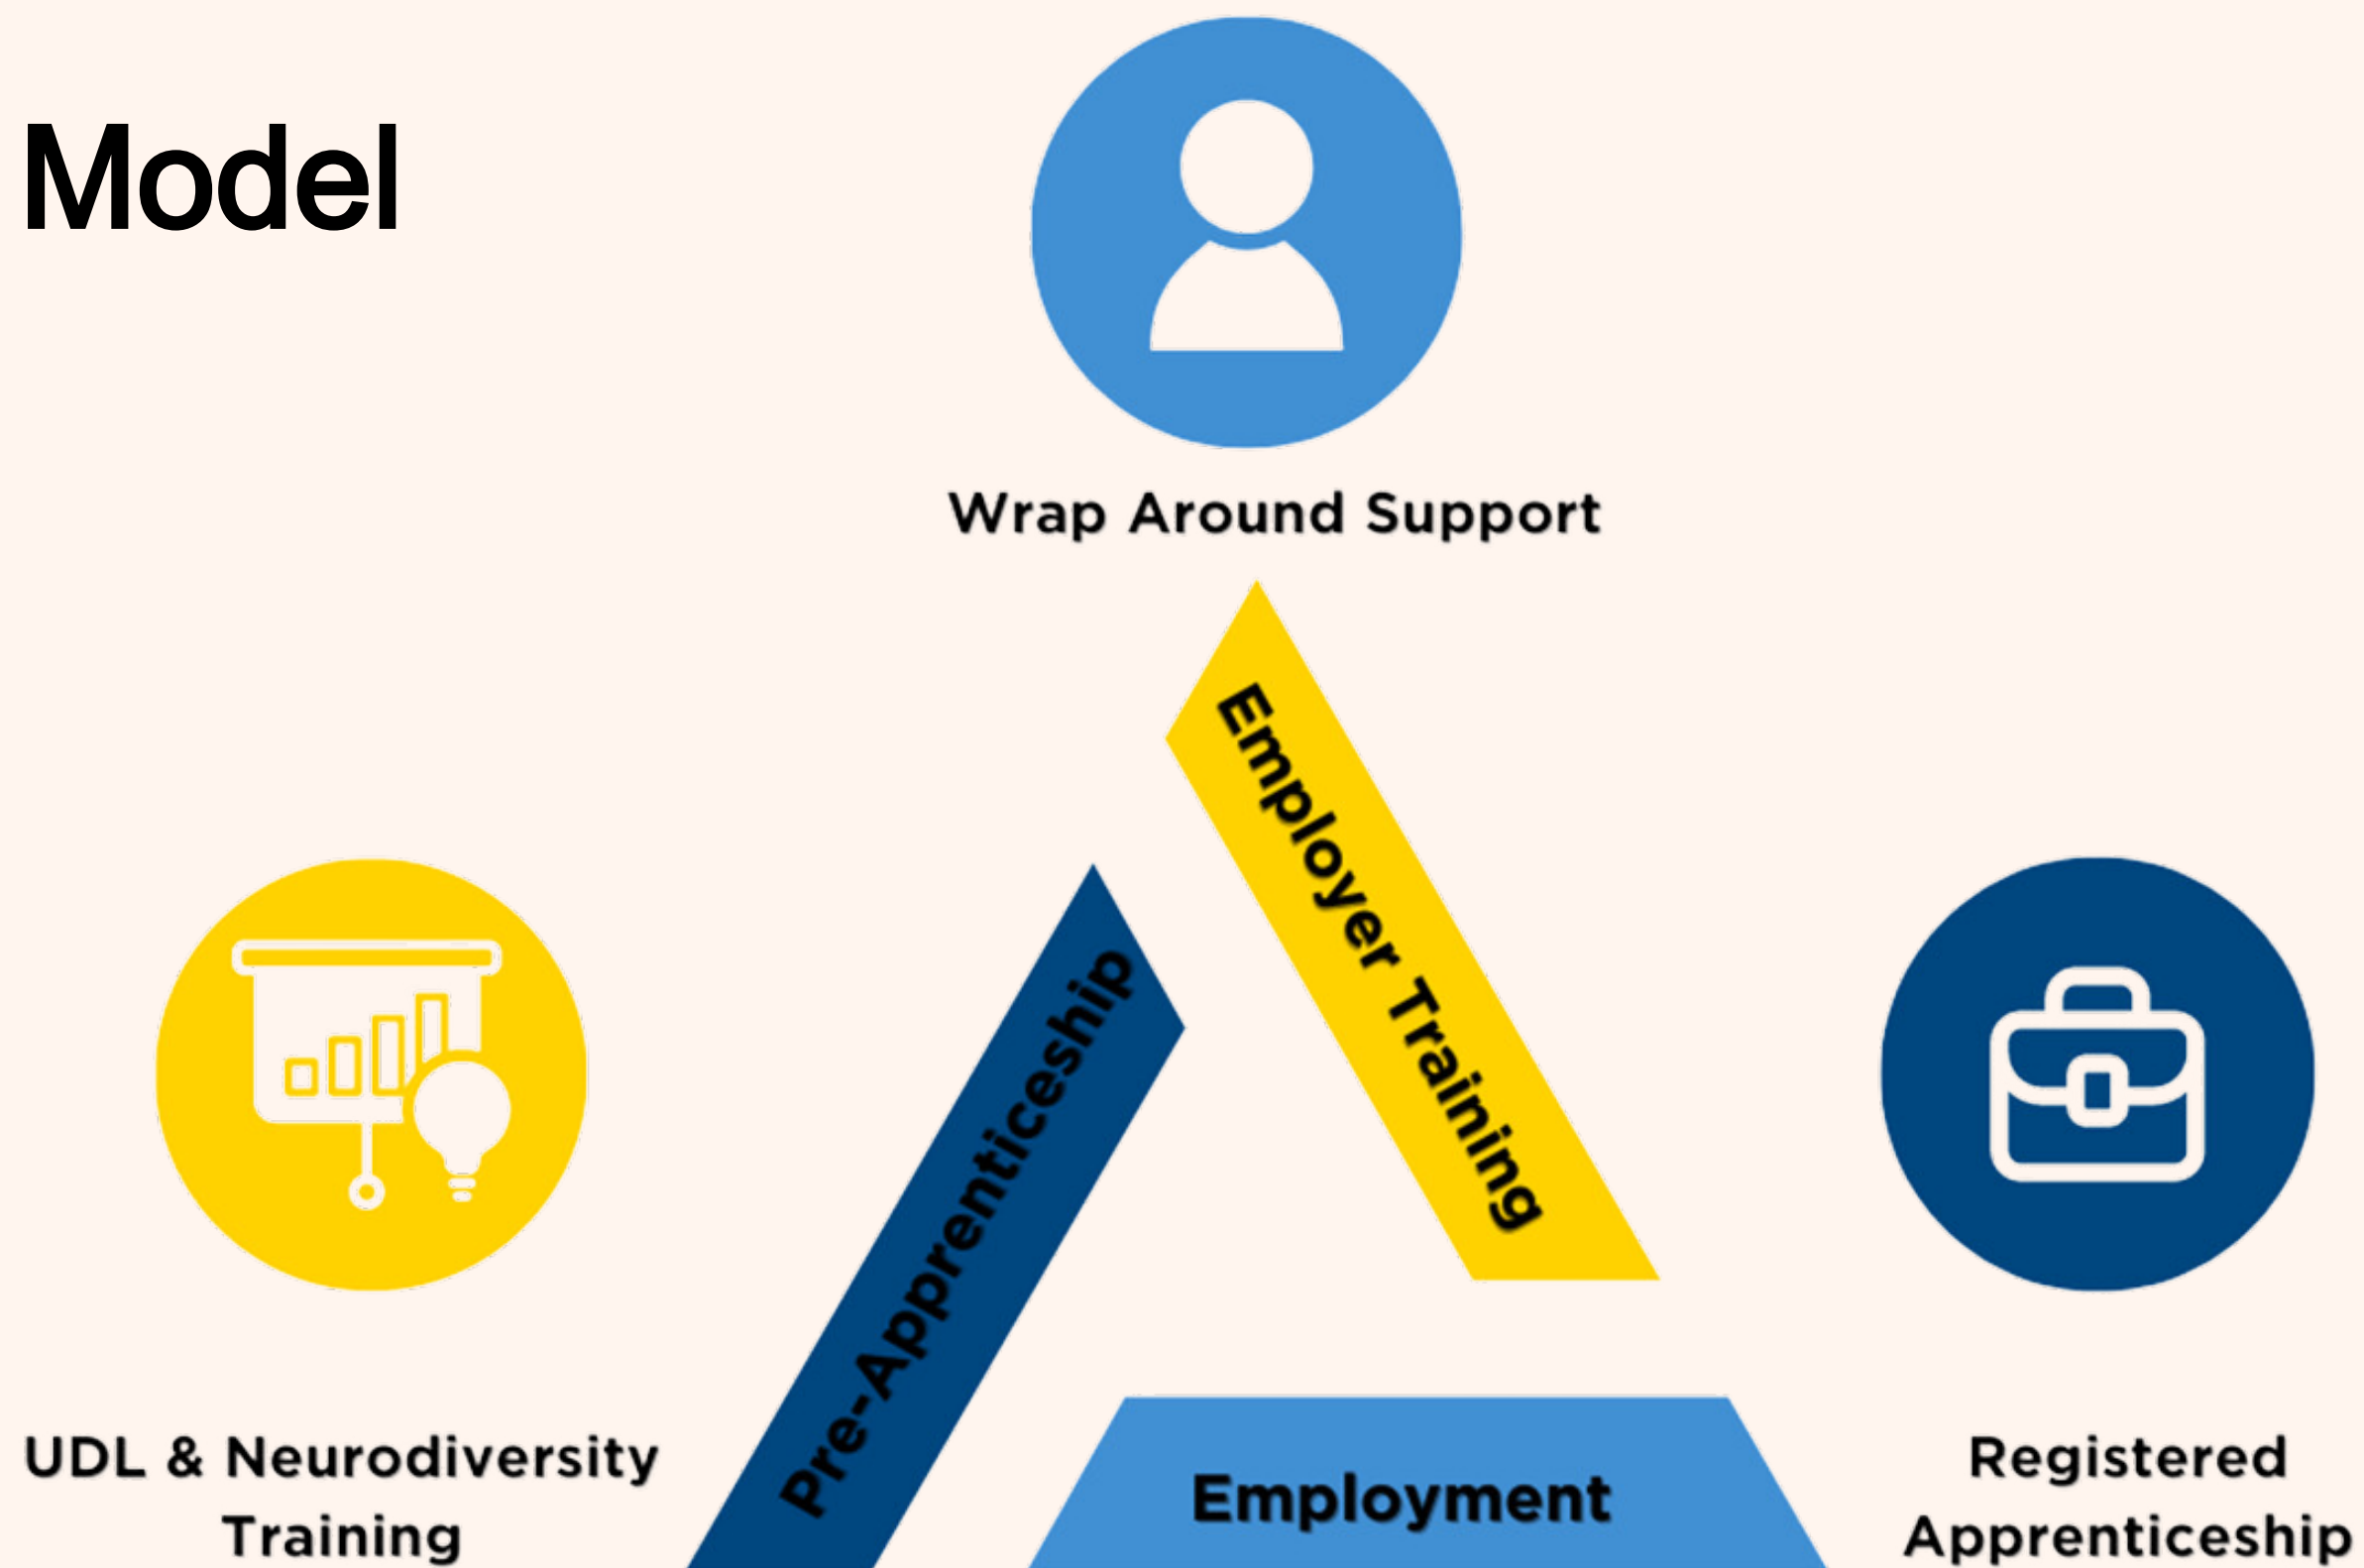 Model
Wrap Around Support
Employer Training
Pre-Apprenticeship
UDL & Neurodiversity
Training
Employment
Registered
Apprenticeship